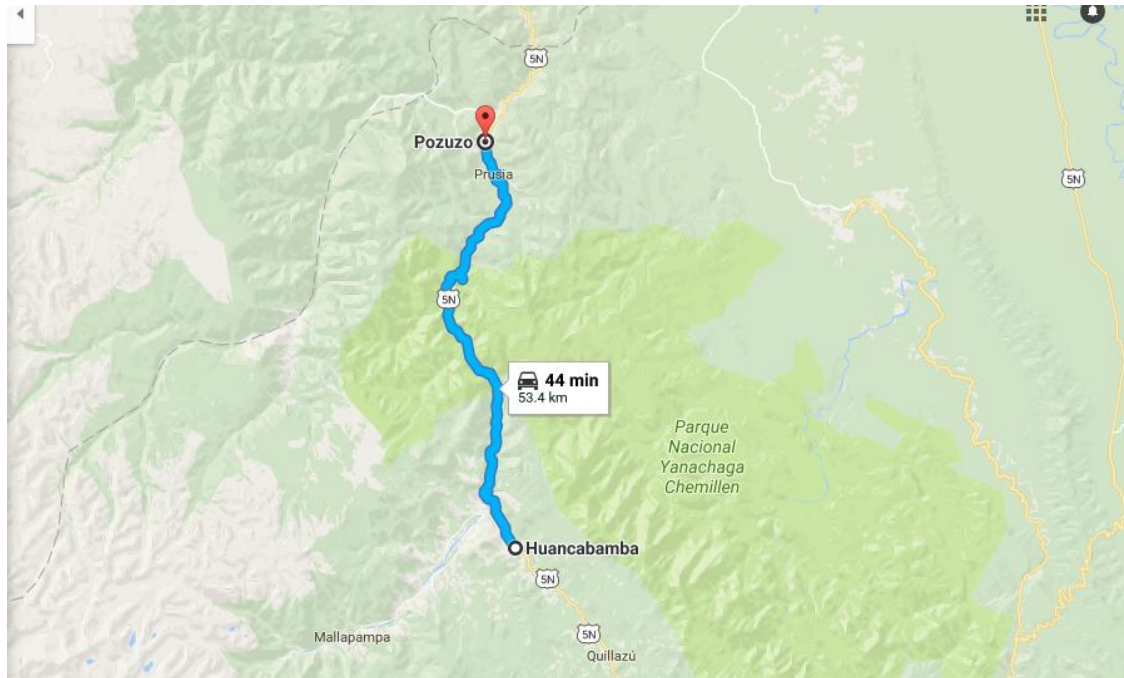 5N
Pozuzo
Prusia
5N
5N
44 min
53.4 km
Parque
Nacional
Yanachaga
Chemillen
Huancabamba
5N
Mallapampa
5N
Quillazú